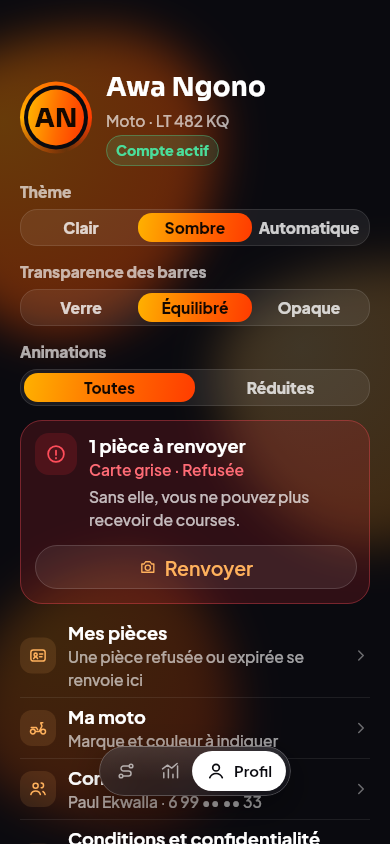 AN
Awa Ngono
Moto · LT 482 KQ
Compte actif
Thème
Clair
Sombre
Automatique
Transparence des barres
Verre
Équilibré
Opaque
Animations
Toutes
Réduites
1 pièce à renvoyer
Carte grise · Refusée
Sans elle, vous ne pouvez plus
recevoir de courses.
Renvoyer
Mes pièces
Une pièce refusée ou expirée se
renvoie ici
Ma moto
Marque et couleur à indiquer
Profil
Paul Ekwalla · 6 99 •• •• 33
Conditions et confidentialité